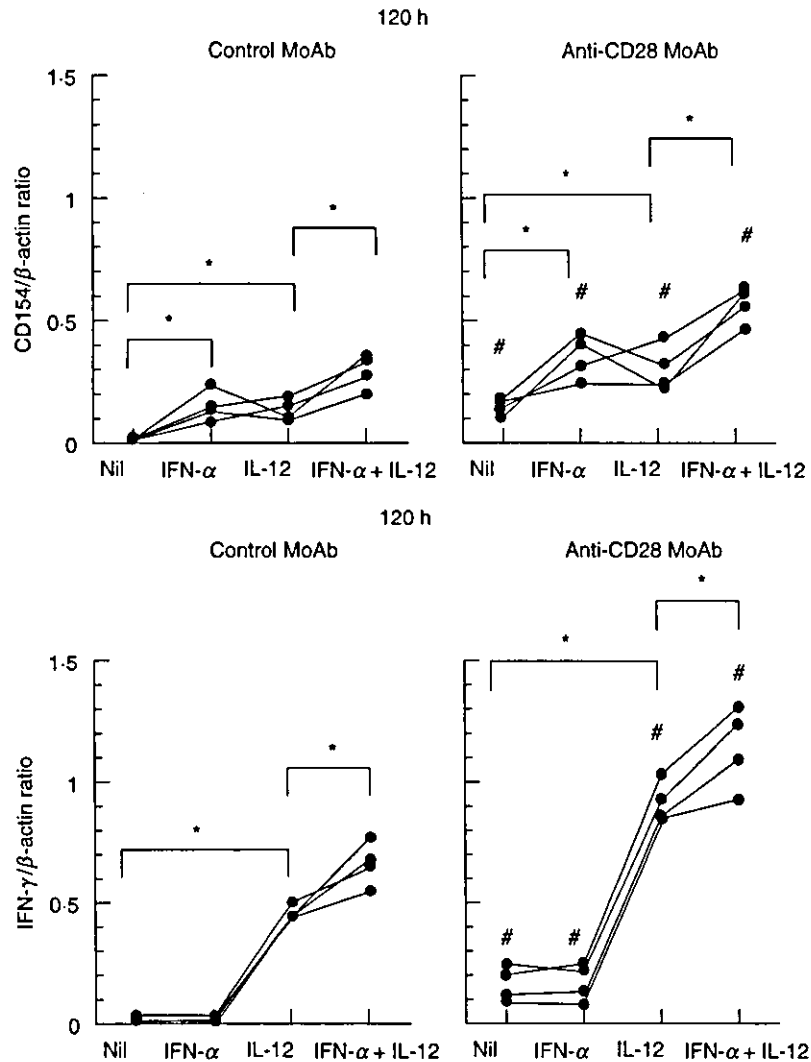 120 h
Control MoAb
Anti-CD28 MoAb
CD154/β-actin ratio
1·5
1
0·5
0
*
*
*
*
*
*
#
#
#
#
Nil IFN-α IL-12 IFN-α + IL-12
Nil IFN-α IL-12 IFN-α + IL-12
120 h
Control MoAb
Anti-CD28 MoAb
IFN-γ/β-actin ratio
1·5
1
0·5
0
*
*
*
*
#
#
#
#
Nil IFN-α IL-12 IFN-α + IL-12
Nil IFN-α IL-12 IFN-α + IL-12